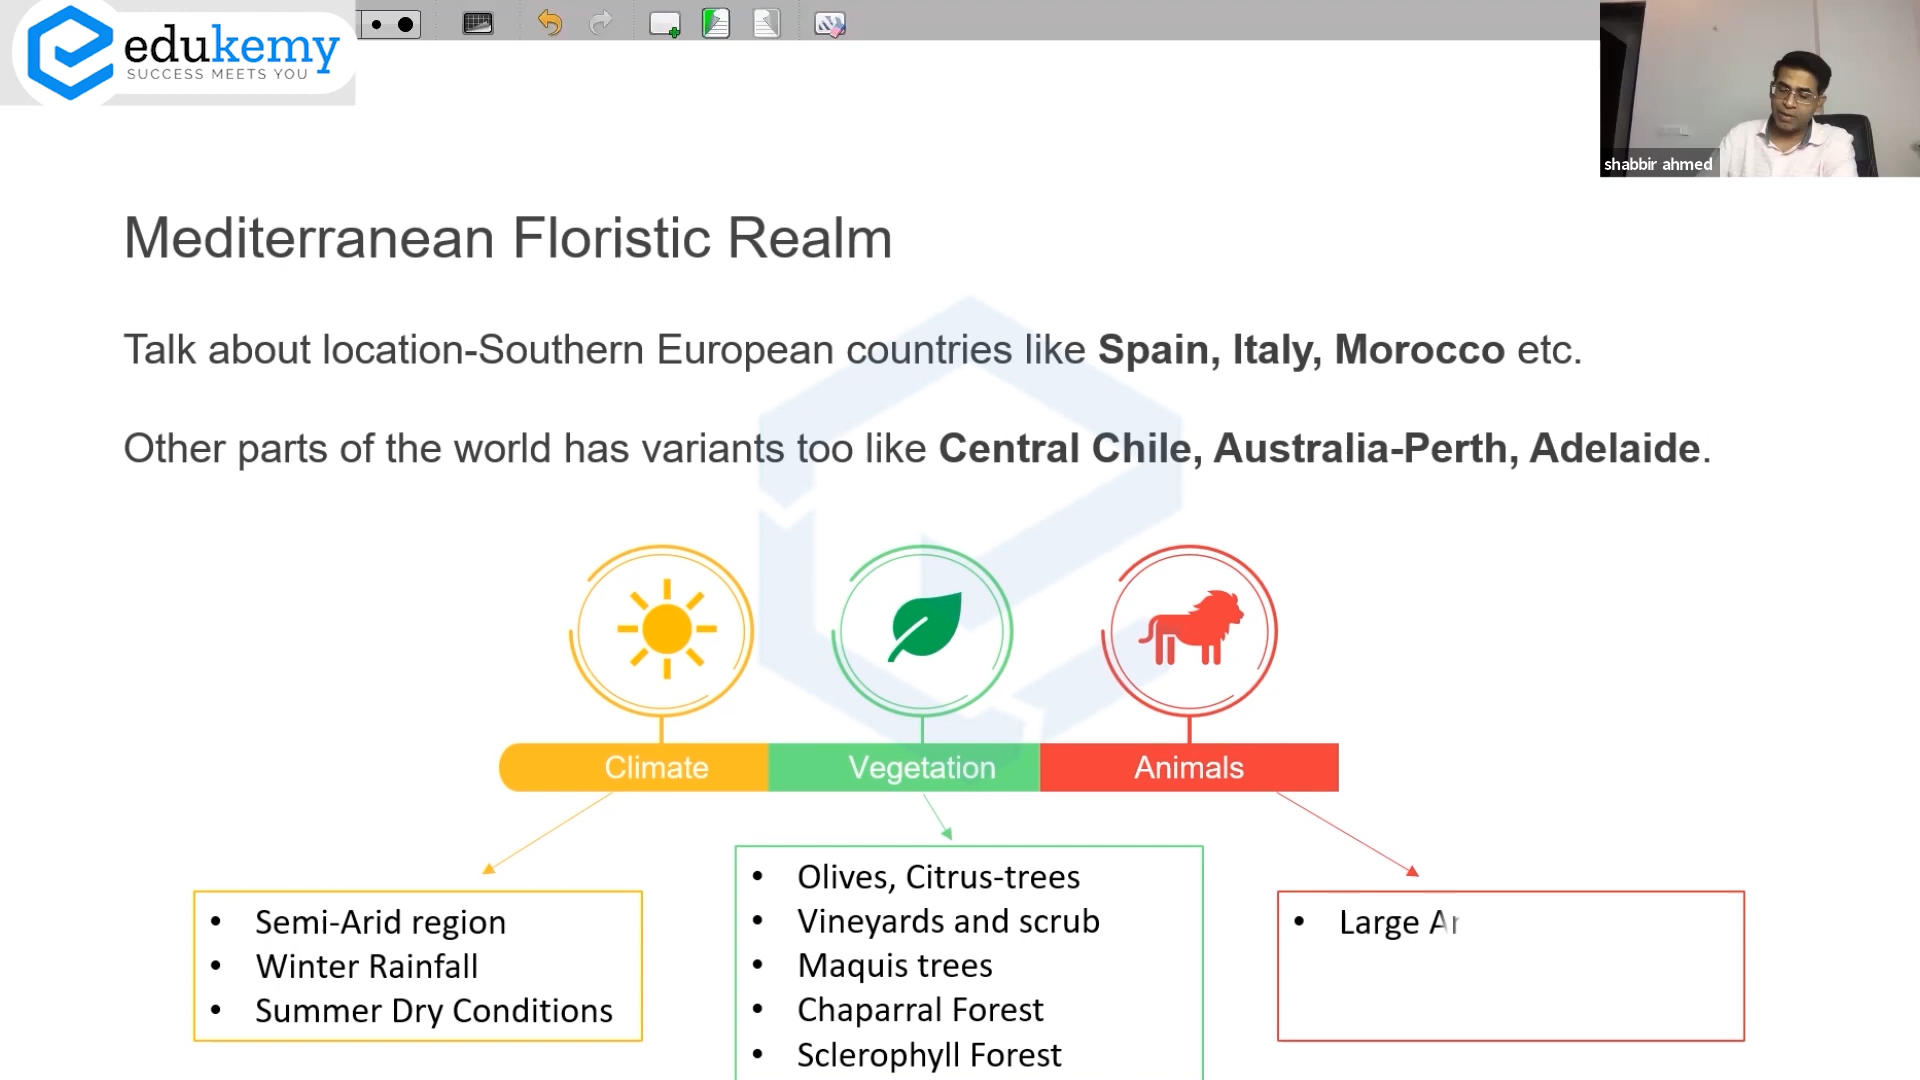 edukemy
SUCCESS MEETS YOU
shabbir ahmed
Mediterranean Floristic Realm
Talk about location-Southern European countries like Spain, Italy, Morocco etc.
Other parts of the world has variants too like Central Chile, Australia-Perth, Adelaide.
Climate
Vegetation
Animals
• Semi-Arid region
• Winter Rainfall
• Summer Dry Conditions
• Olives, Citrus-trees
• Vineyards and scrub
• Maquis trees
• Chaparral Forest
• Sclerophyll Forest
• Large